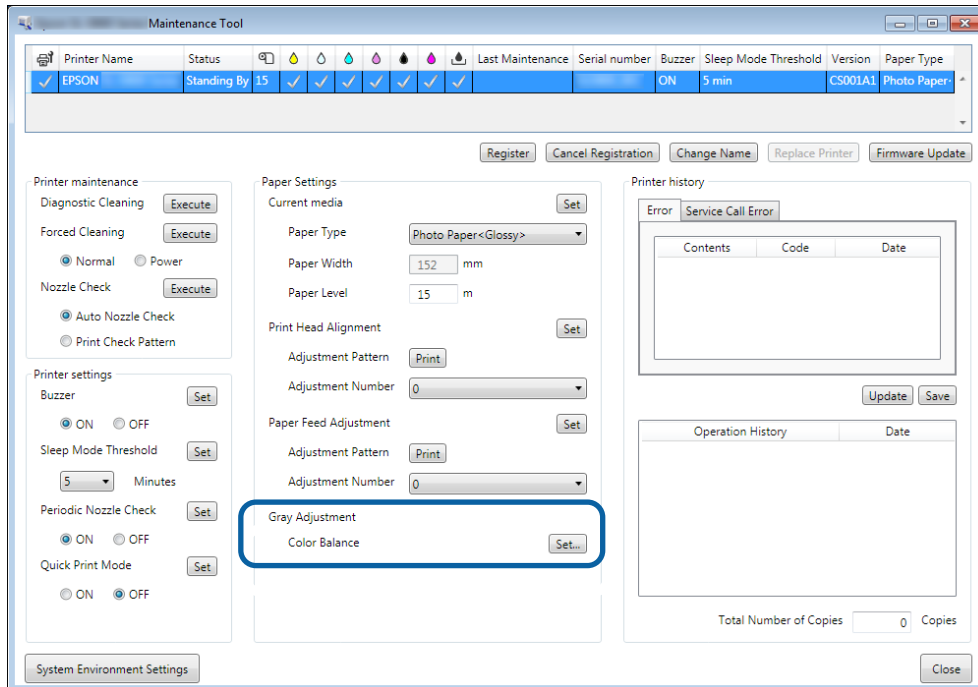 Maintenance Tool
Printer Name Status Last Maintenance Serial number Buzzer Sleep Mode Threshold Version Paper Type
EPSON Standing By 15 ON 5 min CS001A1 Photo Paper
Register Cancel Registration Change Name Replace Printer Firmware Update
Printer maintenance
Diagnostic Cleaning Execute
Forced Cleaning Execute
Normal Power
Nozzle Check Execute
Auto Nozzle Check
Print Check Pattern
Printer settings
Buzzer Set
ON OFF
Sleep Mode Threshold Set
5 Minutes
Periodic Nozzle Check Set
ON OFF
Quick Print Mode Set
ON OFF
Paper Settings
Current media Set
Paper Type Photo Paper<Glossy>
Paper Width 152 mm
Paper Level 15 m
Print Head Alignment Set
Adjustment Pattern Print
Adjustment Number 0
Paper Feed Adjustment Set
Adjustment Pattern Print
Adjustment Number 0
Gray Adjustment
Color Balance Set...
Printer history
Error Service Call Error
Contents Code Date
Update Save
Operation History Date
Total Number of Copies 0 Copies
System Environment Settings Close